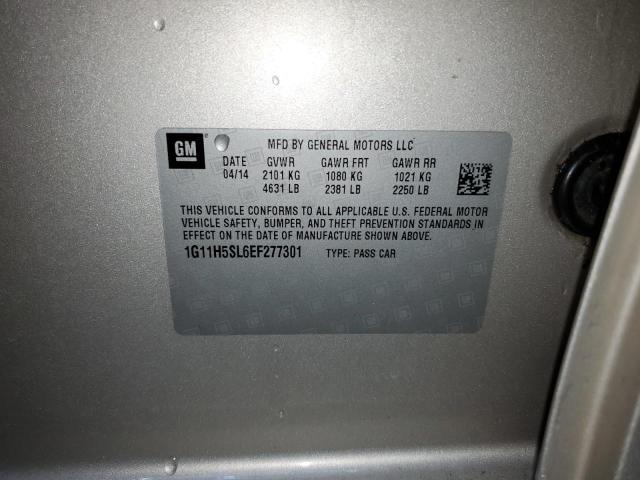 GM MFD BY GENERAL MOTORS LLC
DATE GVWR GAWR FRT GAWR RR
04/14 2101 KG 1080 KG 1021 KG
4631 LB 2381 LB 2250 LB
THIS VEHICLE CONFORMS TO ALL APPLICABLE U.S. FEDERAL MOTOR
VEHICLE SAFETY, BUMPER, AND THEFT PREVENTION STANDARDS IN
EFFECT ON THE DATE OF MANUFACTURE SHOWN ABOVE.
1G11H5SL6EF277301 TYPE: PASS CAR